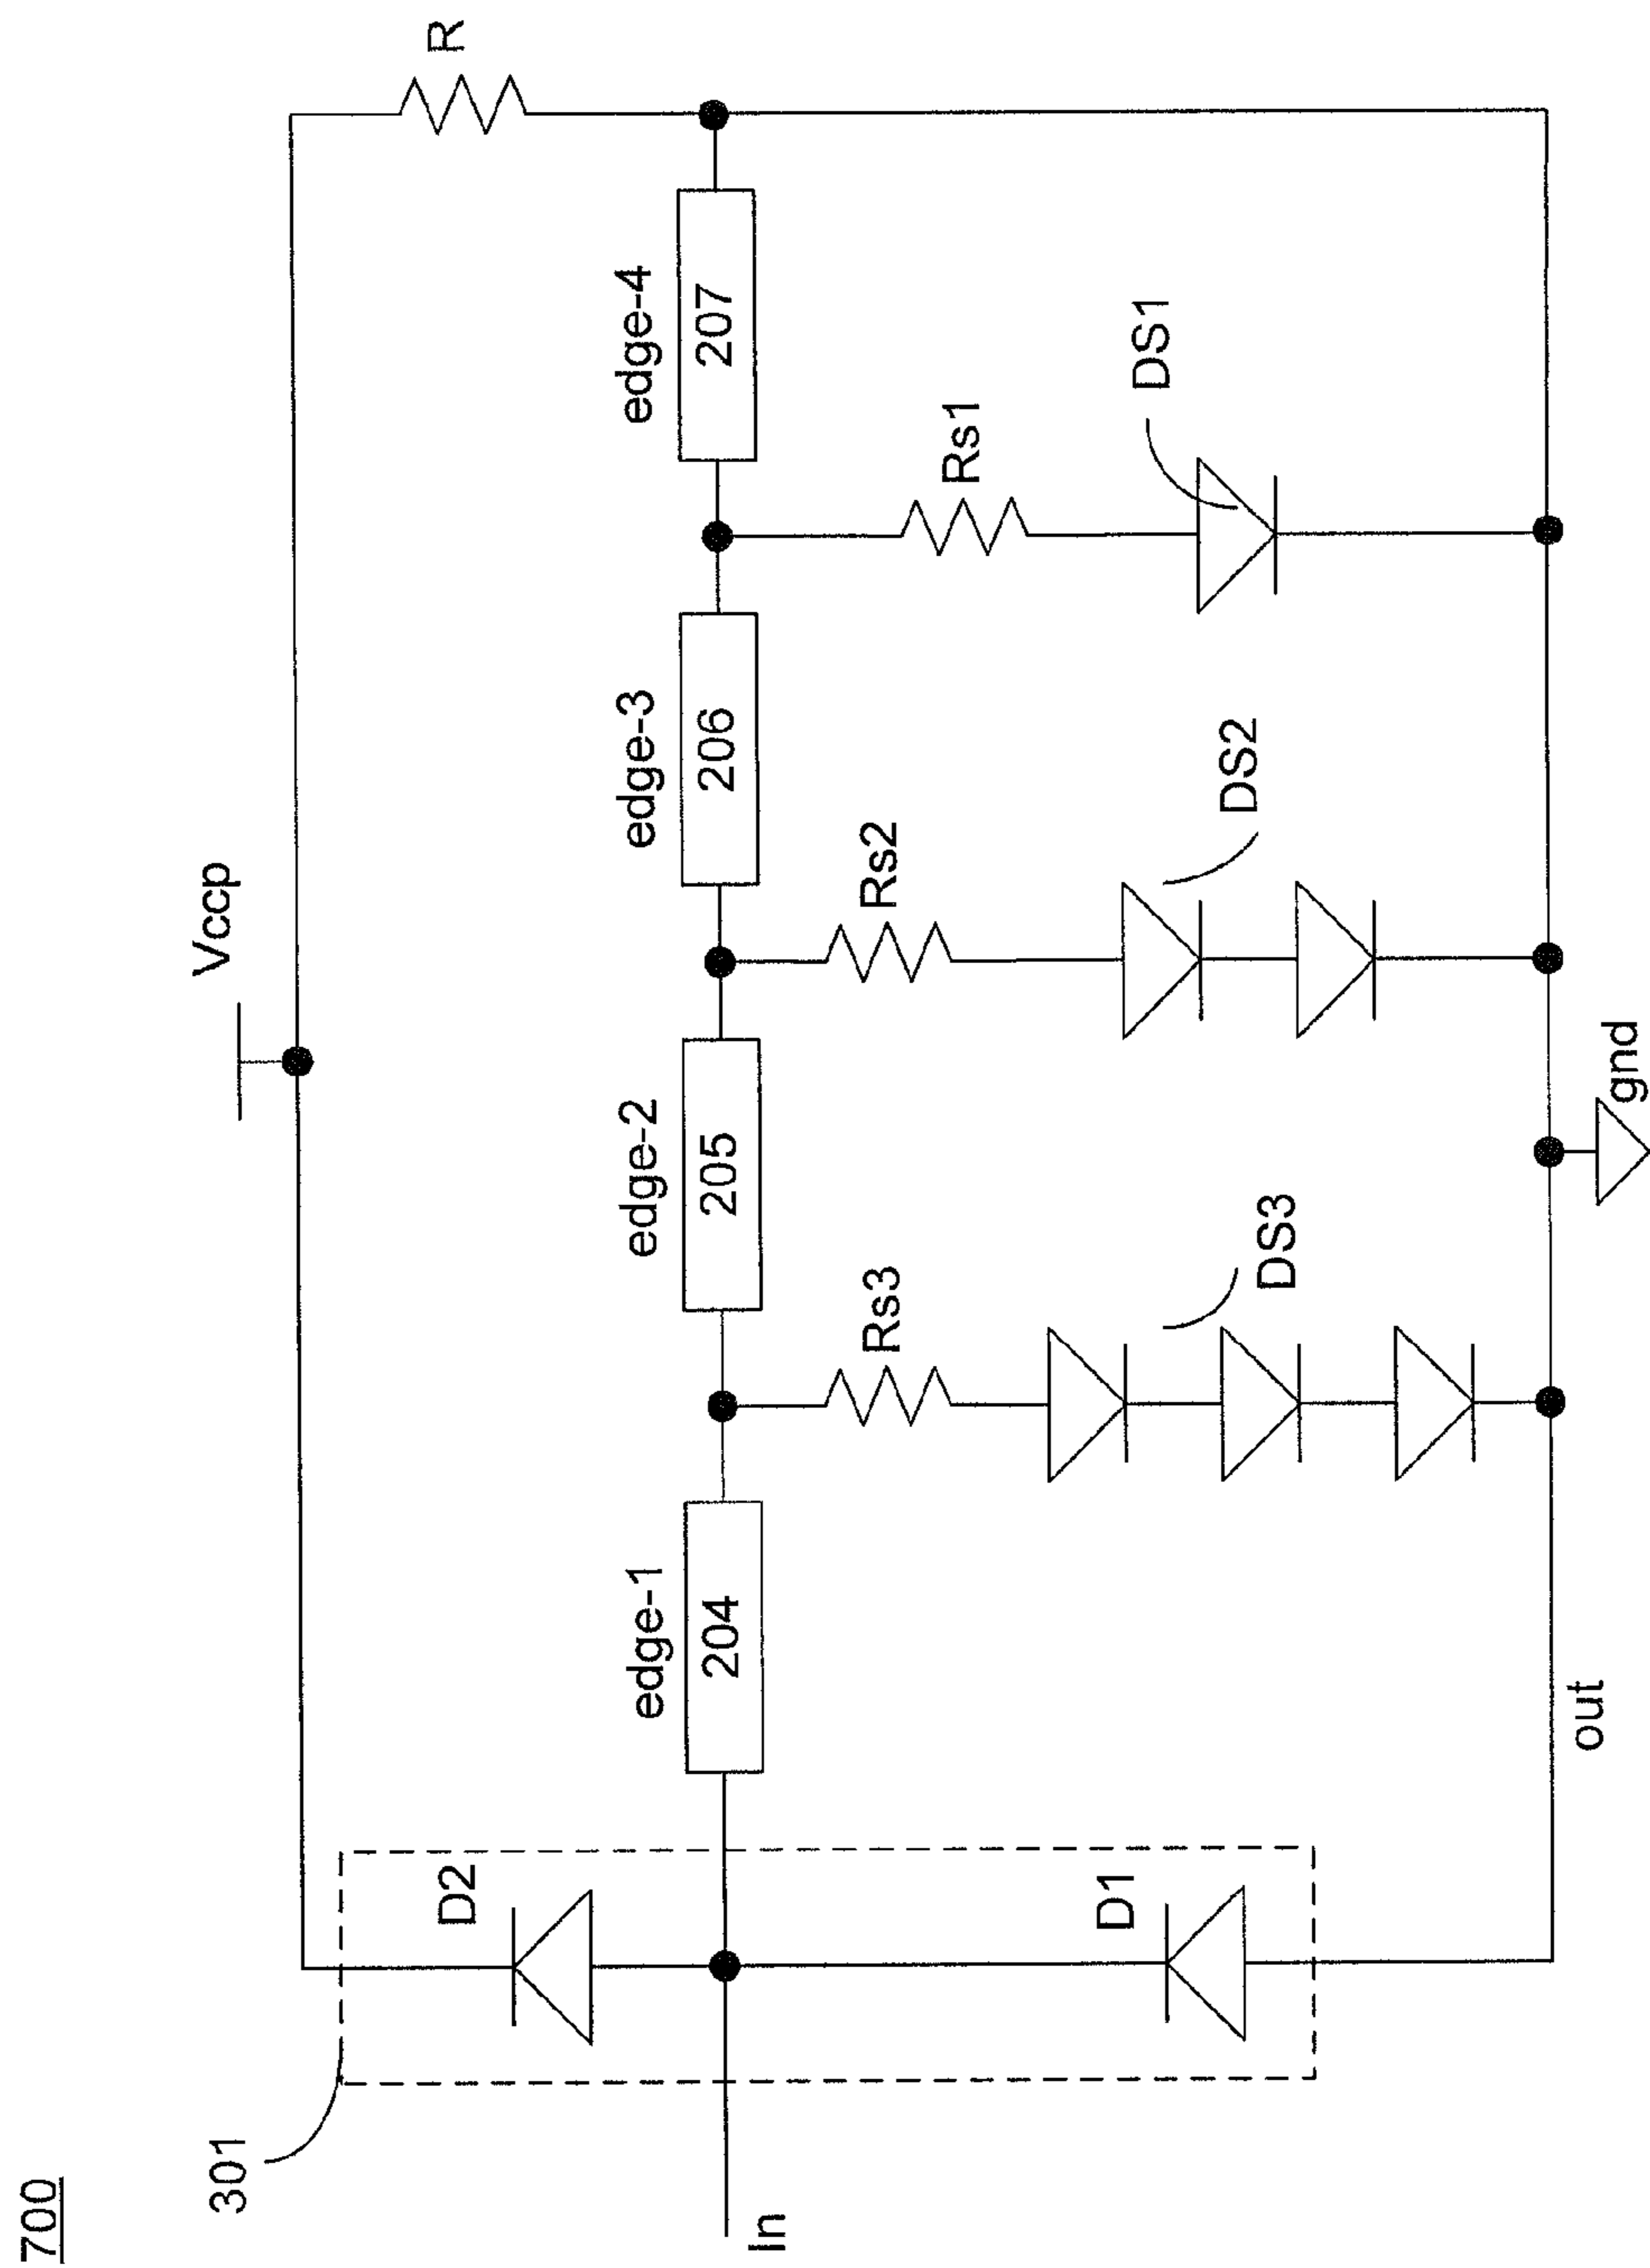 700
301
Vccp
R
D2
edge-1
204
edge-2
205
edge-3
206
edge-4
207
In
Rs3
Rs2
Rs1
D1
DS3
DS2
DS1
out
gnd